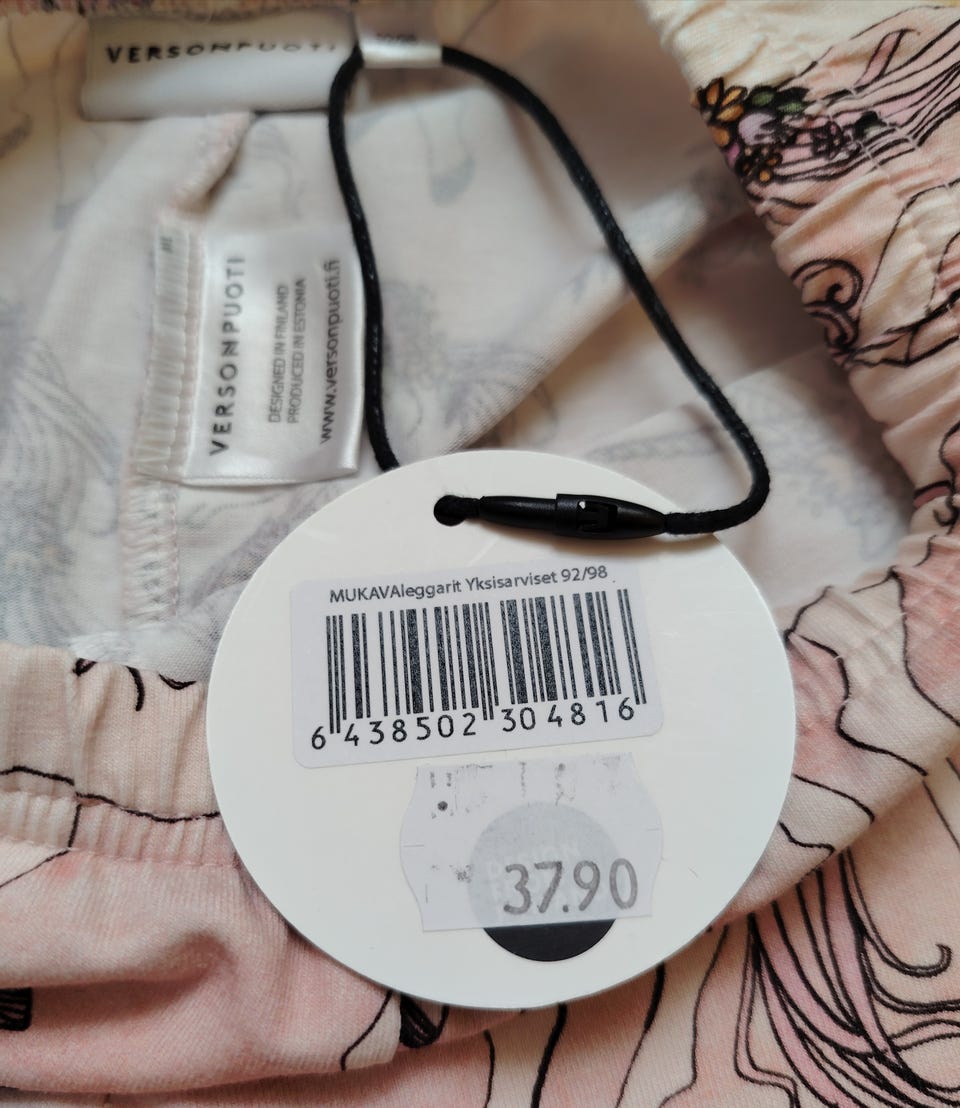 VERSONPUOTI
VERSONPUOTI
DESIGNED IN FINLAND
PRODUCED IN ESTONIA
www.versonpuoti.fi
MUKAVAleggarit Yksisarviset 92/98
6 438502 304816
37.90